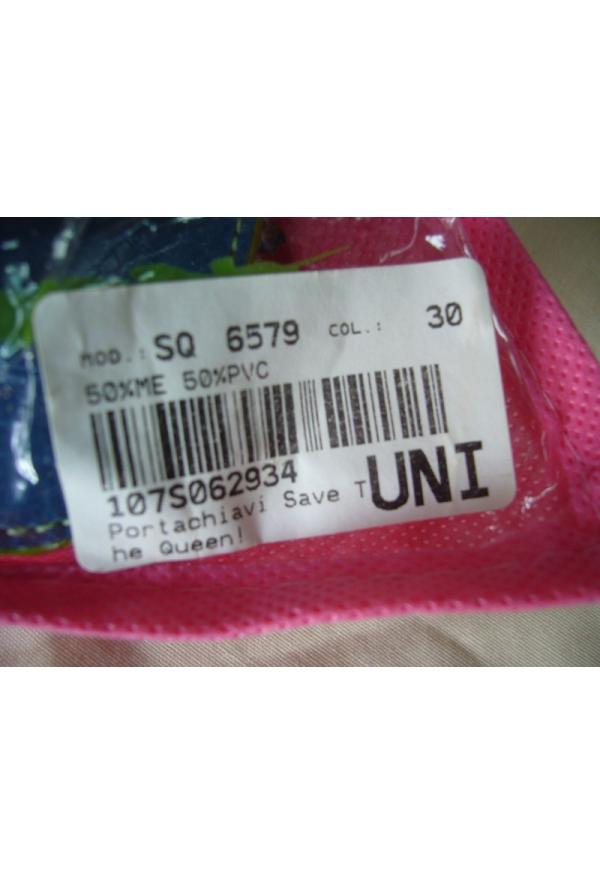 MOD.: SQ 6579 COL.: 30
50%ME 50%PVC
107S062934
Portachiavi Save T UNI
he Queen!